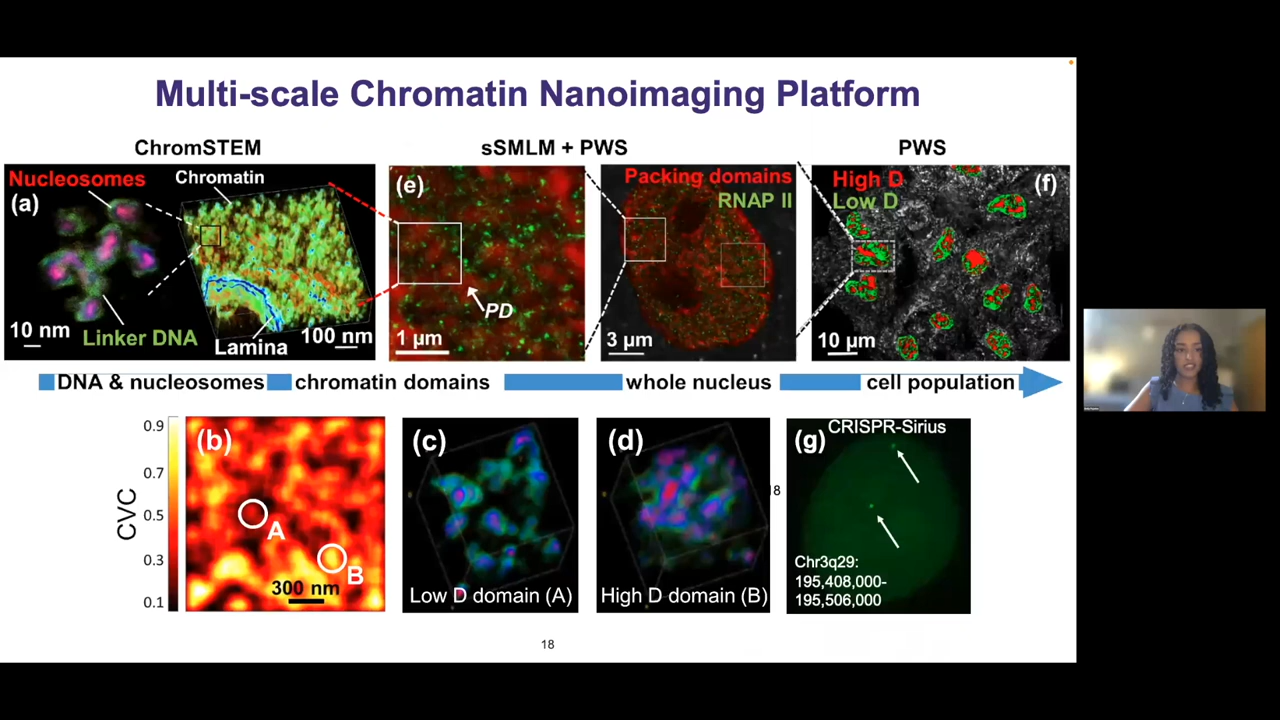 Multi-scale Chromatin Nanoimaging Platform
ChromSTEM
sSMLM + PWS
PWS
Nucleosomes
(a)
Chromatin
10 nm
Linker DNA
Lamina
100 nm
(e)
PD
1 µm
Packing domains
RNAP II
3 µm
High D
Low D
(f)
10 µm
DNA & nucleosomes
chromatin domains
whole nucleus
cell population
CVC
0.9
0.7
0.5
0.3
0.1
(b)
A
B
300 nm
(c)
Low D domain (A)
(d)
High D domain (B)
18
(g)
CRISPR-Sirius
Chr3q29:
195,408,000-
195,506,000
18